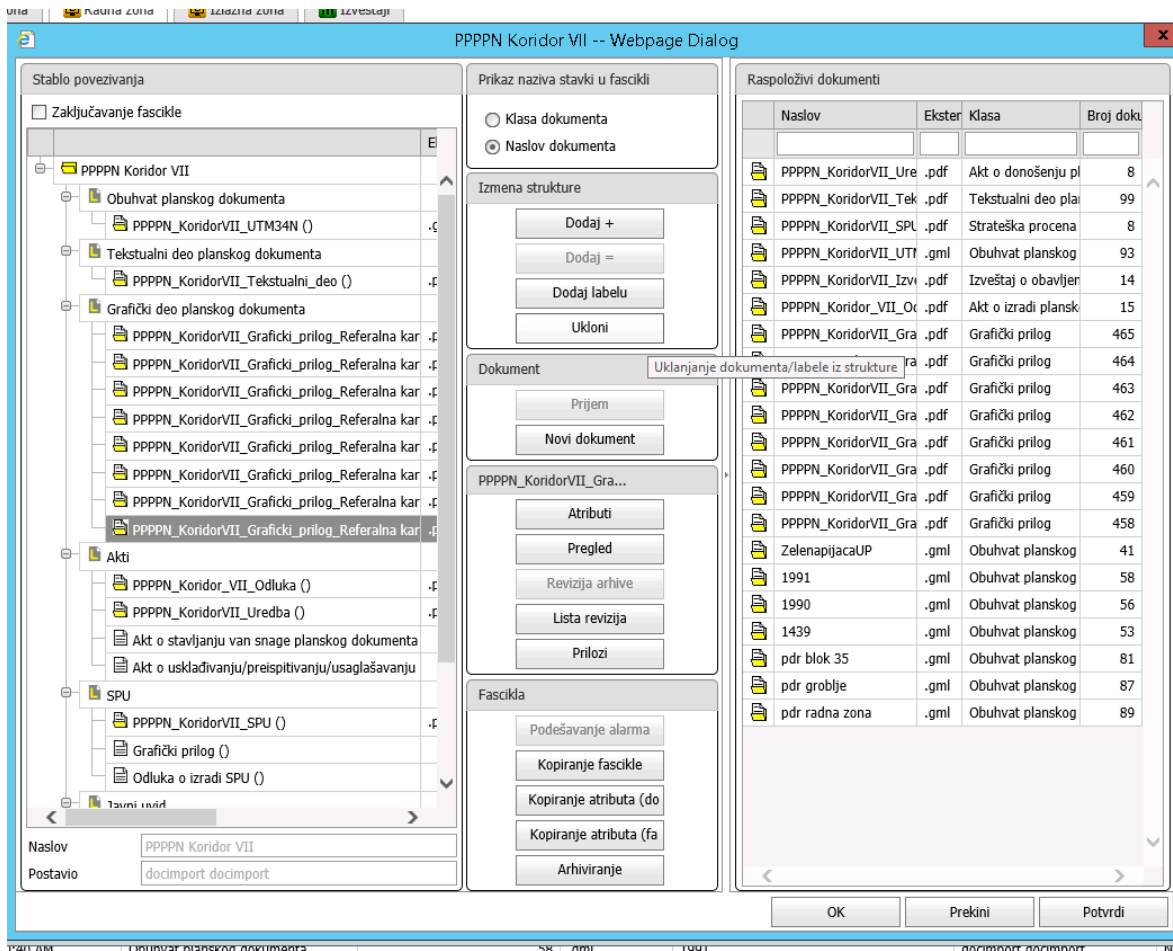 ona Radna zona Izlazna zona Izveštaji
PPPPN Koridor VII -- Webpage Dialog
x
Stablo povezivanja
Zaključavanje fascikle
El
PPPPN Koridor VII
Obuhvat planskog dokumenta
PPPPN_KoridorVII_UTM34N () .g
Tekstualni deo planskog dokumenta
PPPPN_KoridorVII_Tekstualni_deo () .p
Grafički deo planskog dokumenta
PPPPN_KoridorVII_Graficki_prilog_Referalna kar .p
PPPPN_KoridorVII_Graficki_prilog_Referalna kar .p
PPPPN_KoridorVII_Graficki_prilog_Referalna kar .p
PPPPN_KoridorVII_Graficki_prilog_Referalna kar .p
PPPPN_KoridorVII_Graficki_prilog_Referalna kar .p
PPPPN_KoridorVII_Graficki_prilog_Referalna kar .p
PPPPN_KoridorVII_Graficki_prilog_Referalna kar .p
PPPPN_KoridorVII_Graficki_prilog_Referalna kar .p
Akti
PPPPN_Koridor_VII_Odluka () .p
PPPPN_KoridorVII_Uredba () .p
Akt o stavljanju van snage planskog dokumenta
Akt o usklađivanju/preispitivanju/usaglašavanju
SPU
PPPPN_KoridorVII_SPU () .p
Grafički prilog ()
Odluka o izradi SPU ()
Javni uvid
Naslov PPPPN Koridor VII
Postavio docimport docimport
Prikaz naziva stavki u fascikli
Klasa dokumenta
Naslov dokumenta
Izmena strukture
Dodaj +
Dodaj =
Dodaj labelu
Ukloni
Uklanjanje dokumenta/labele iz strukture
Dokument
Prijem
Novi dokument
PPPPN_KoridorVII_Gra...
Atributi
Pregled
Revizija arhive
Lista revizija
Prilozi
Fascikla
Podešavanje alarma
Kopiranje fascikle
Kopiranje atributa (do
Kopiranje atributa (fa
Arhiviranje
Raspoloživi dokumenti
Naslov Ekster Klasa Broj doku
PPPPN_KoridorVII_Ure .pdf Akt o donošenju pl 8
PPPPN_KoridorVII_Tek .pdf Tekstualni deo plan 99
PPPPN_KoridorVII_SPU .pdf Strateška procena 8
PPPPN_KoridorVII_UTM .gml Obuhvat planskog 93
PPPPN_KoridorVII_Izve .pdf Izveštaj o obavljen 14
PPPPN_Koridor_VII_Od .pdf Akt o izradi plansk 15
PPPPN_KoridorVII_Gra .pdf Grafički prilog 465
ra .pdf Grafički prilog 464
PPPPN_KoridorVII_Gra .pdf Grafički prilog 463
PPPPN_KoridorVII_Gra .pdf Grafički prilog 462
PPPPN_KoridorVII_Gra .pdf Grafički prilog 461
PPPPN_KoridorVII_Gra .pdf Grafički prilog 460
PPPPN_KoridorVII_Gra .pdf Grafički prilog 459
PPPPN_KoridorVII_Gra .pdf Grafički prilog 458
ZelenapijacaUP .gml Obuhvat planskog 41
1991 .gml Obuhvat planskog 58
1990 .gml Obuhvat planskog 56
1439 .gml Obuhvat planskog 53
pdr blok 35 .gml Obuhvat planskog 81
pdr groblje .gml Obuhvat planskog 87
pdr radna zona .gml Obuhvat planskog 89
OK Prekini Potvrdi
:40 AM Obuhvat planskog dokumenta 58 .gml 1991 docimport docimport